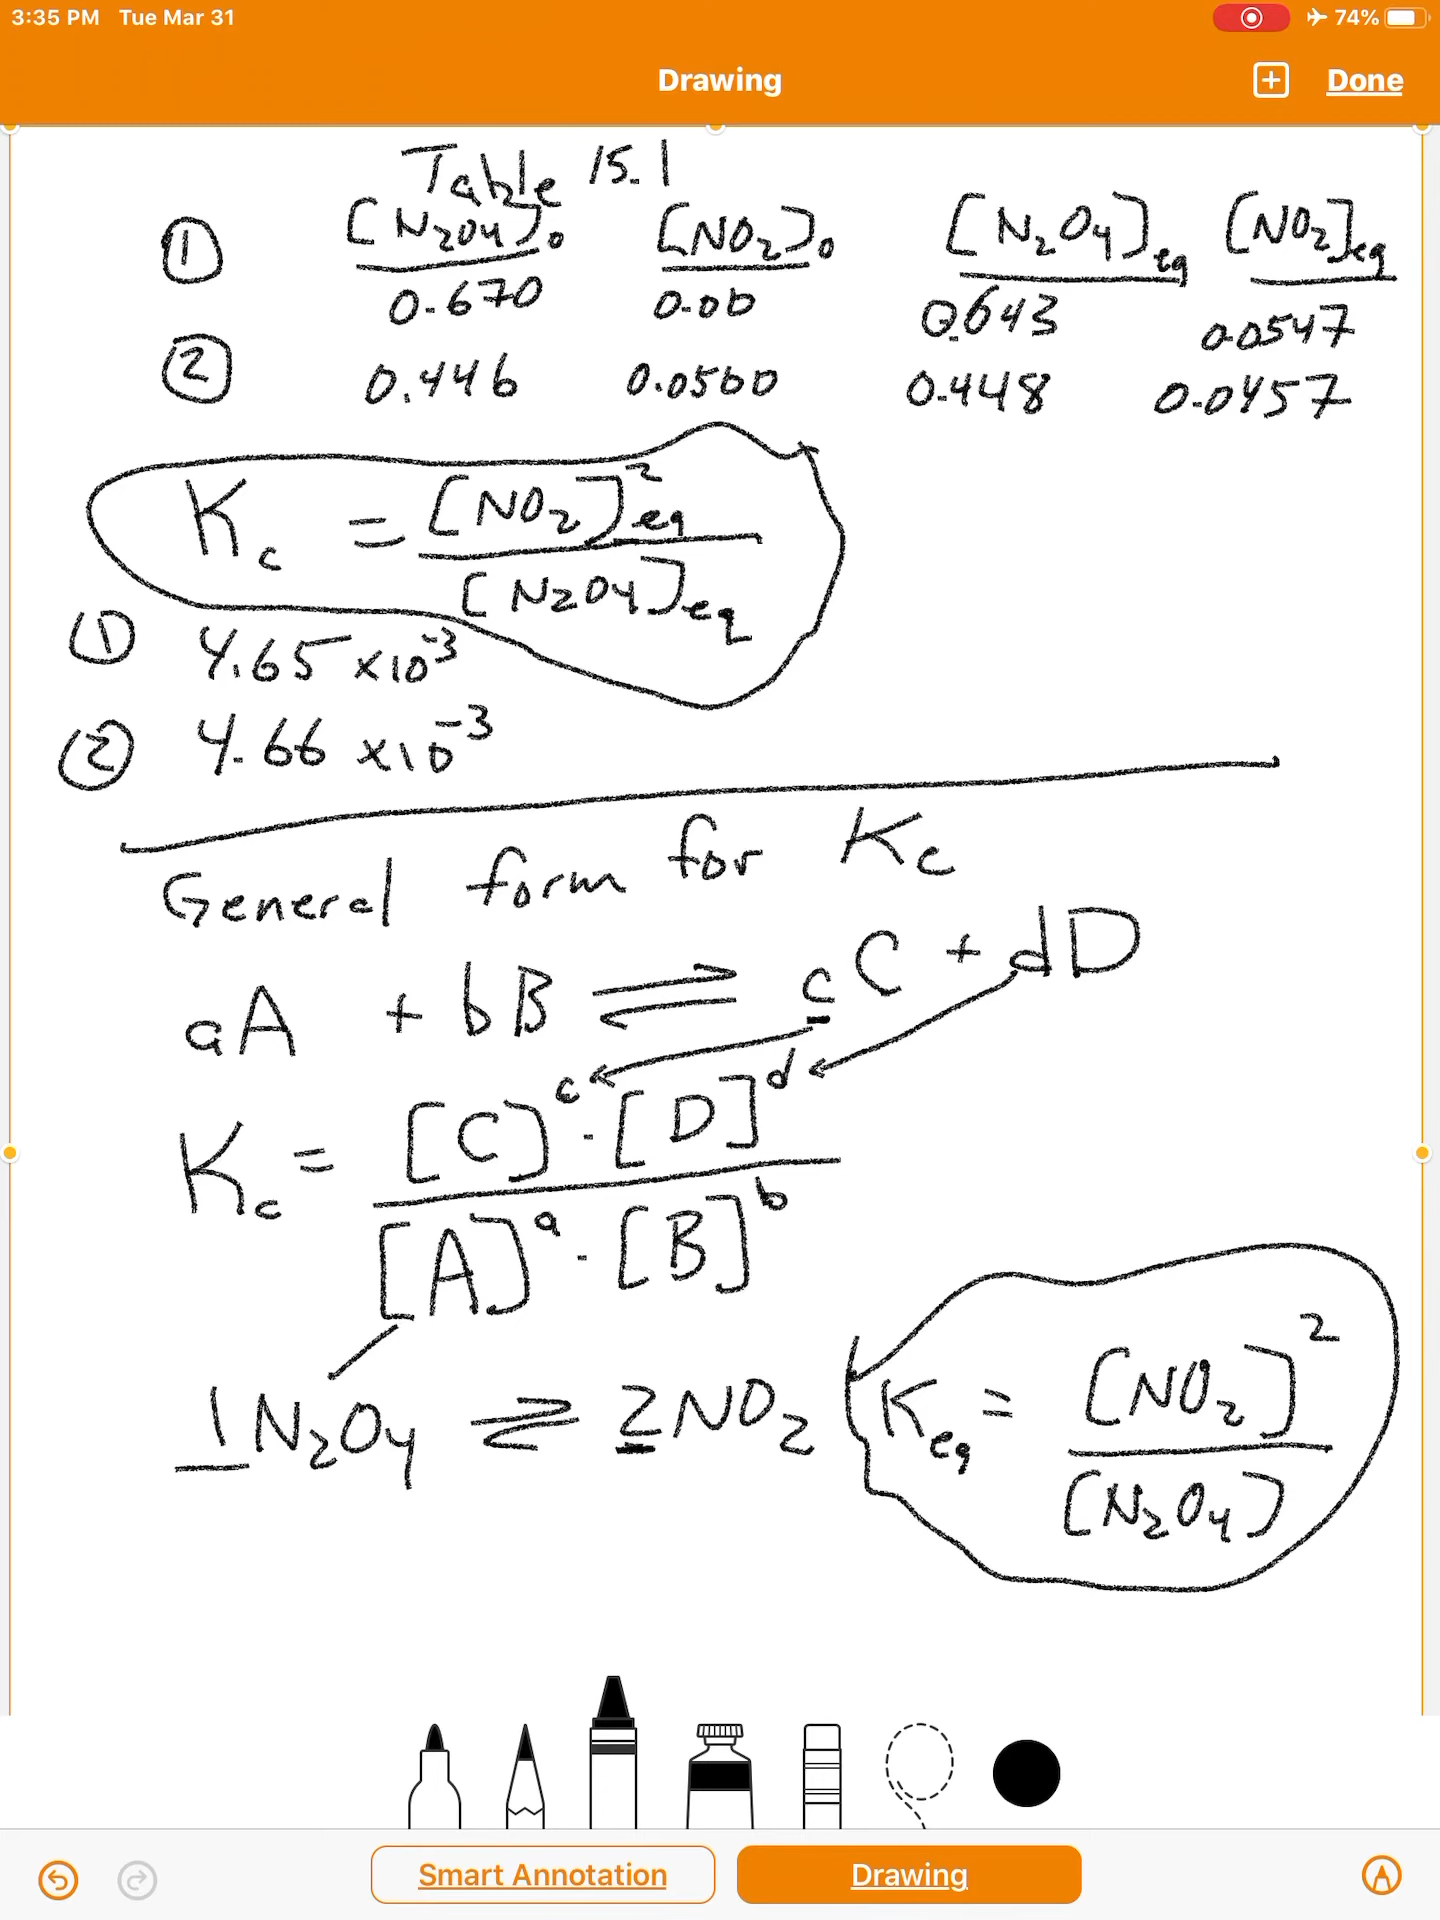 3:35 PM Tue Mar 31 74%
Drawing Done
Table 15.1
① [N₂O₄]₀ [NO₂]₀ [N₂O₄]eq [NO₂]eq
0.670 0.00 0.643 0.0547
② 0.446 0.0500 0.448 0.0457
Kc = [NO₂]²eq
[N₂O₄]eq
① 4.65 ×10⁻³
② 4.66 ×10⁻³
General form for Kc
aA + bB ⇌ cC + dD
Kc = [C]ᶜ · [D]ᵈ
[A]ᵃ · [B]ᵇ
1N₂O₄ ⇌ 2NO₂ Keq = [NO₂]²
[N₂O₄]
Smart Annotation Drawing